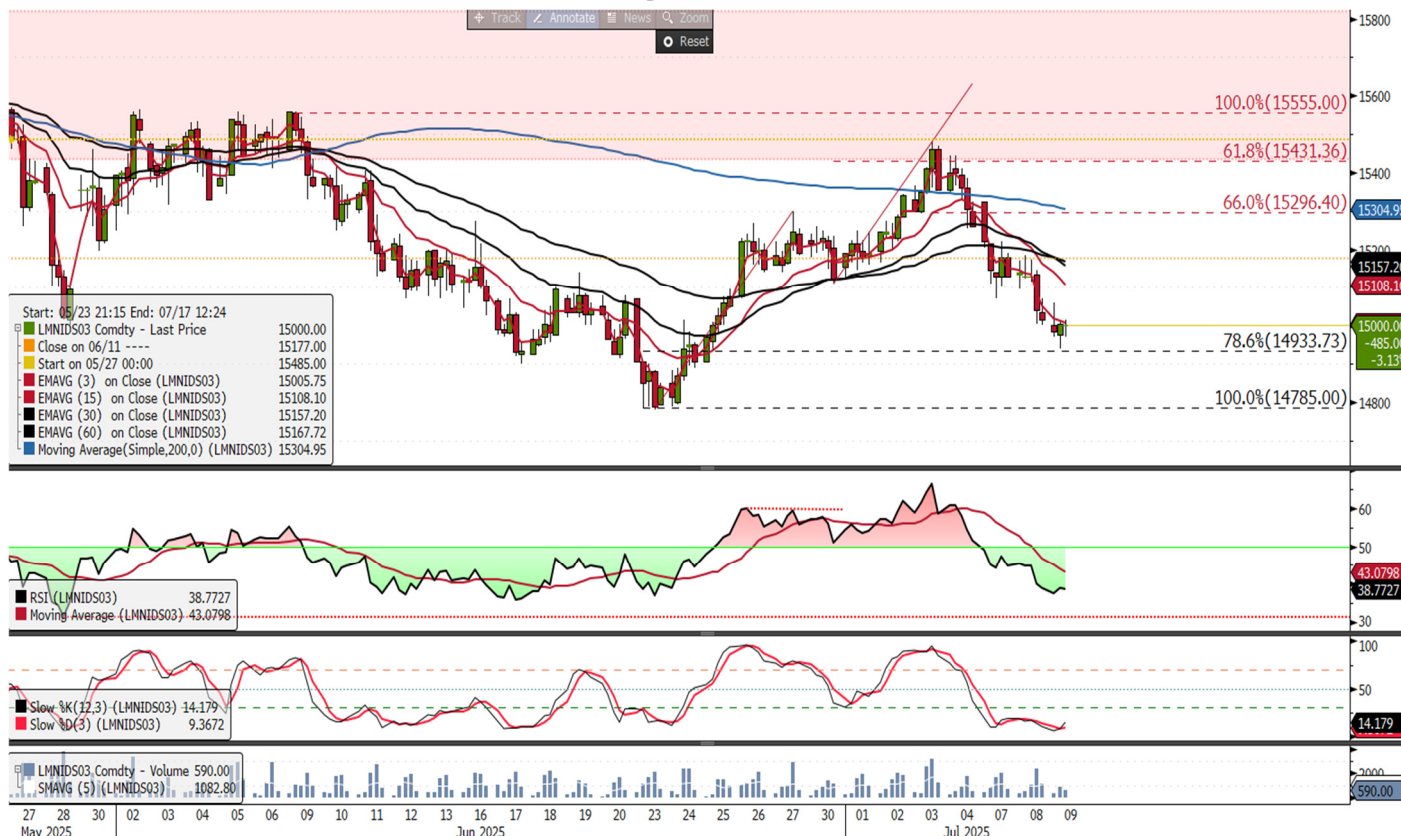 Track Annotate News Zoom
Reset
15800
15600
15400
15200
14800
100.0%(15555.00)
61.8%(15431.36)
66.0%(15296.40)
78.6%(14933.73)
100.0%(14785.00)
15304.95
15157.20
15108.10
15000.00
-485.00
-3.13%
Start: 05/23 21:15 End: 07/17 12:24
LMNIDS03 Comdty - Last Price 15000.00
Close on 06/11 ---- 15177.00
Start on 05/27 00:00 15485.00
EMAVG (3) on Close (LMNIDS03) 15005.75
EMAVG (15) on Close (LMNIDS03) 15108.10
EMAVG (30) on Close (LMNIDS03) 15157.20
EMAVG (60) on Close (LMNIDS03) 15167.72
Moving Average(Simple,200,0) (LMNIDS03) 15304.95
60
50
43.0798
38.7727
30
RSI (LMNIDS03) 38.7727
Moving Average (LMNIDS03) 43.0798
100
50
14.179
Slow %K(12,3) (LMNIDS03) 14.179
Slow %D(3) (LMNIDS03) 9.3672
LMNIDS03 Comdty - Volume 590.00
SMAVG (5) (LMNIDS03) 1082.80
2000
590.00
27 28 30 02 03 04 05 06 09 10 11 12 13 16 17 18 19 20 23 24 25 26 27 30 01 02 03 04 07 08 09
May 2025 Jun 2025 Jul 2025